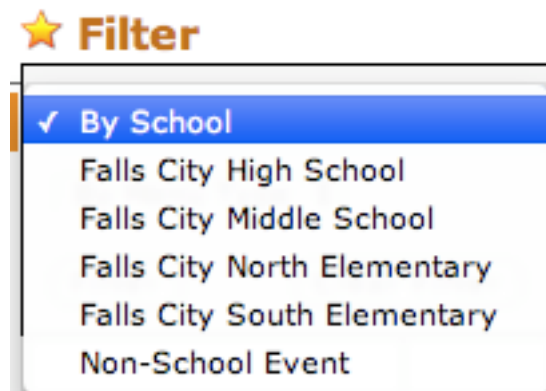 Filter
✓ By School
Falls City High School
Falls City Middle School
Falls City North Elementary
Falls City South Elementary
Non-School Event